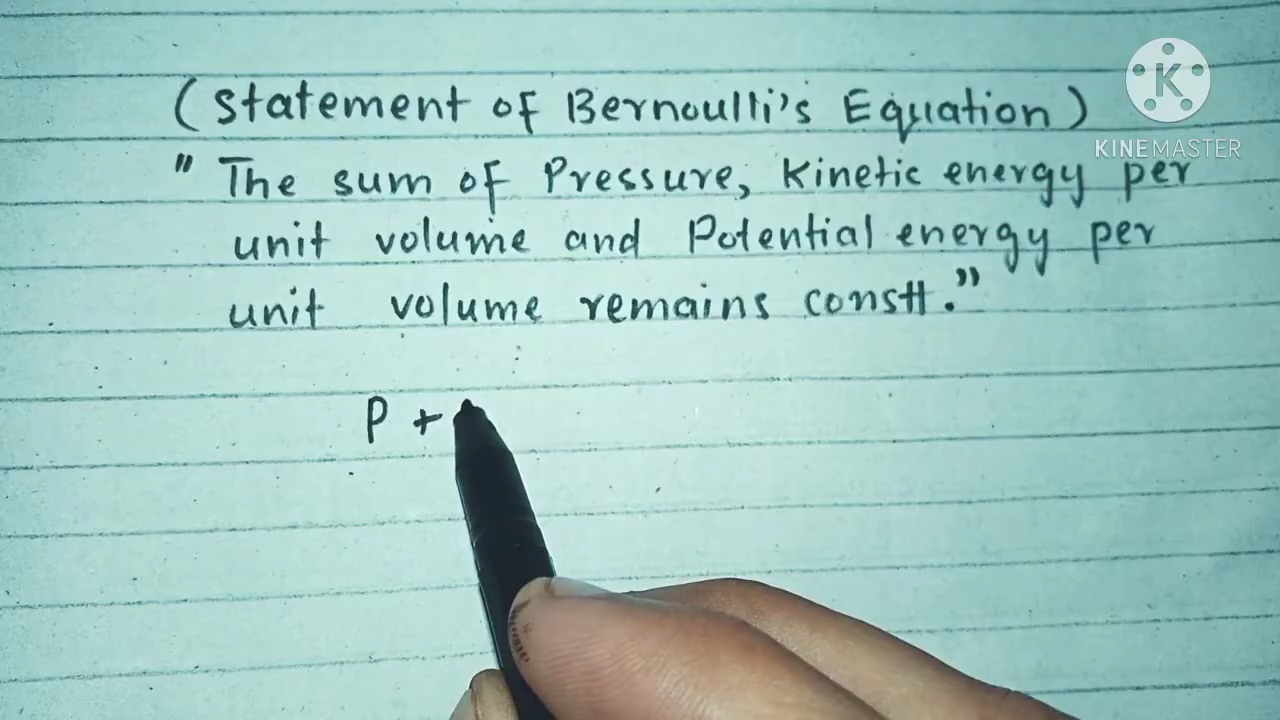 (Statement of Bernoulli's Equation)
K
KINEMASTER
" The sum of Pressure, Kinetic energy per
unit volume and Potential energy per
unit volume remains constt."
P +